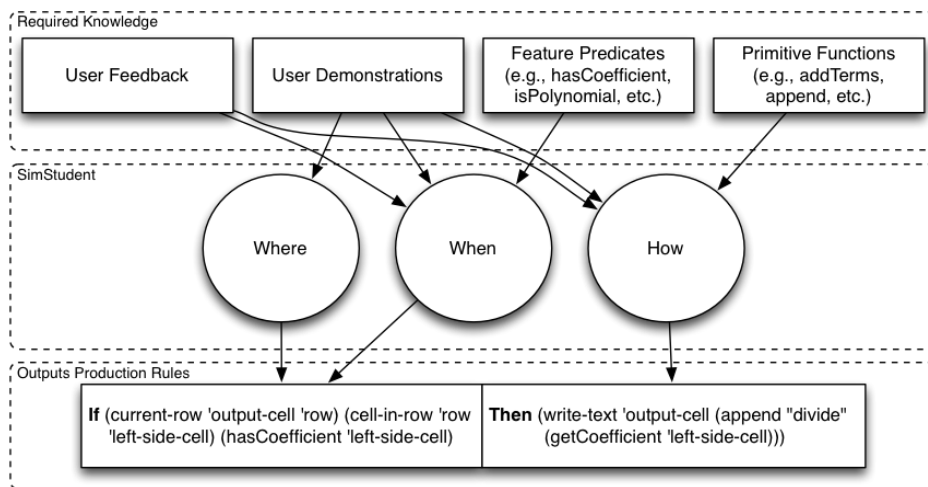 Required Knowledge
User Feedback
User Demonstrations
Feature Predicates
(e.g., hasCoefficient,
isPolynomial, etc.)
Primitive Functions
(e.g., addTerms,
append, etc.)
SimStudent
Where
When
How
Outputs Production Rules
If (current-row 'output-cell 'row) (cell-in-row 'row
'left-side-cell) (hasCoefficient 'left-side-cell)
Then (write-text 'output-cell (append "divide"
(getCoefficient 'left-side-cell)))